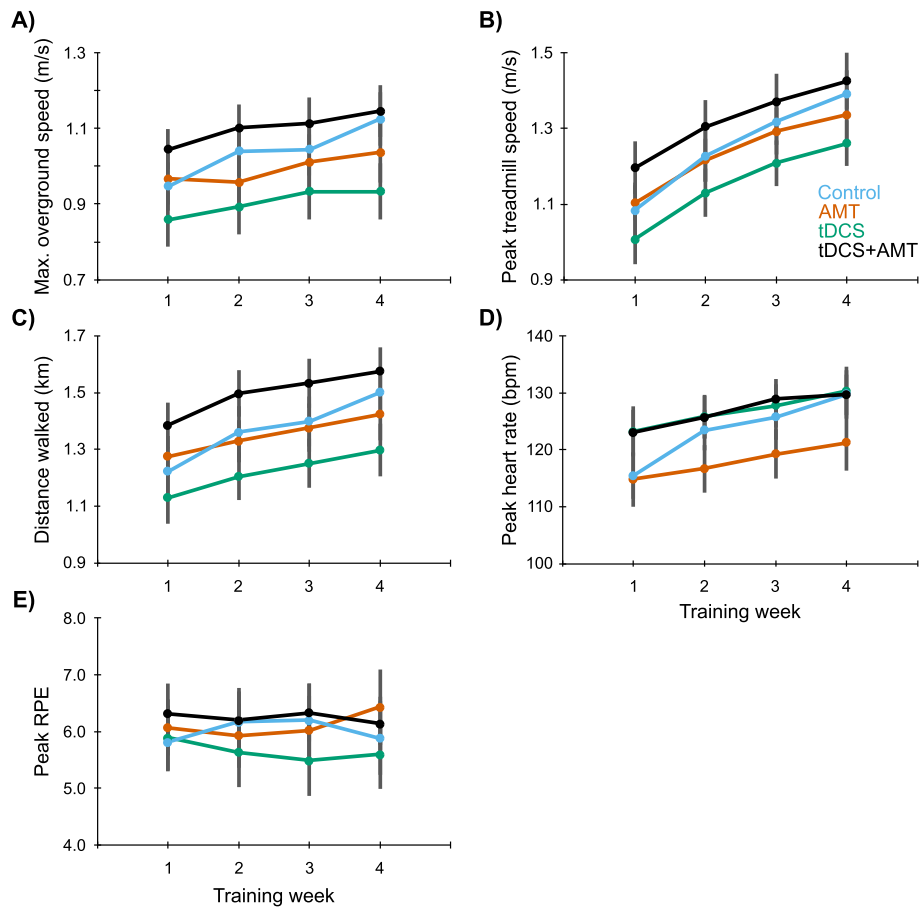 A)
Max. overground speed (m/s)
1.3
1.1
0.9
0.7
1 2 3 4
B)
Peak treadmill speed (m/s)
1.5
1.3
1.1
0.9
1 2 3 4
Control
AMT
tDCS
tDCS+AMT
C)
Distance walked (km)
1.7
1.5
1.3
1.1
0.9
1 2 3 4
D)
Peak heart rate (bpm)
140
130
120
110
100
1 2 3 4
Training week
E)
Peak RPE
8.0
7.0
6.0
5.0
4.0
1 2 3 4
Training week